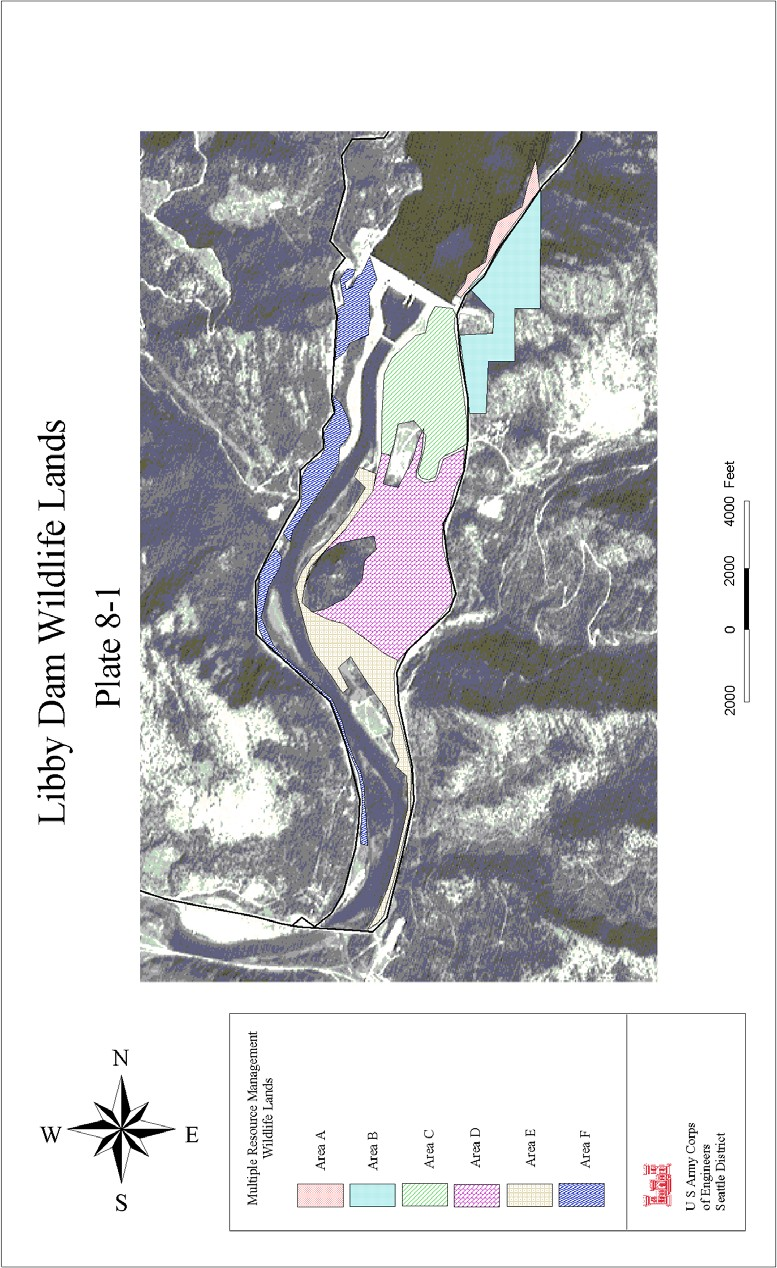 Libby Dam Wildlife Lands
Plate 8-1
2000 0 2000 4000 Feet
N
W
E
S
Multiple Resource Management
Wildlife Lands
Area A
Area B
Area C
Area D
Area E
Area F
U S Army Corps
of Engineers
Seattle District